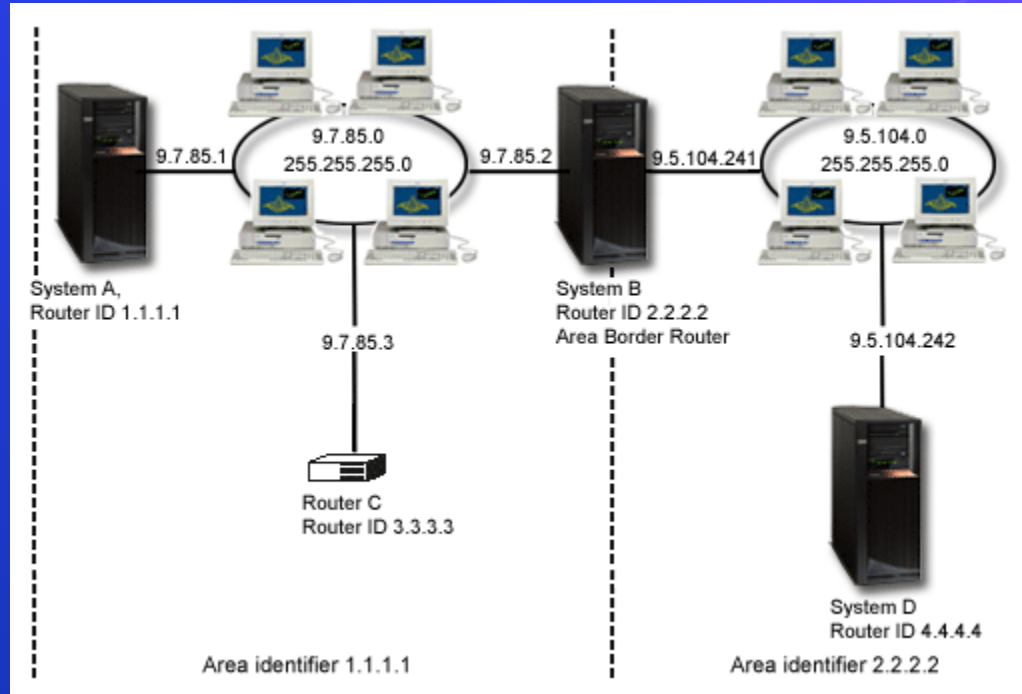 9.7.85.0
255.255.255.0
9.7.85.1
9.7.85.2
9.5.104.241
9.5.104.0
255.255.255.0
System A,
Router ID 1.1.1.1
System B
Router ID 2.2.2.2
Area Border Router
9.7.85.3
9.5.104.242
Router C
Router ID 3.3.3.3
System D
Router ID 4.4.4.4
Area identifier 1.1.1.1
Area identifier 2.2.2.2